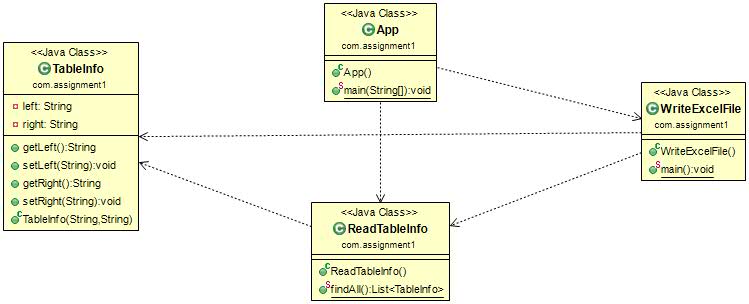 <<Java Class>>
TableInfo
com.assignment1
left: String
right: String
getLeft():String
setLeft(String):void
getRight():String
setRight(String):void
TableInfo(String,String)
<<Java Class>>
App
com.assignment1
App()
main(String[]):void
<<Java Class>>
WriteExcelFile
com.assignment1
WriteExcelFile()
main():void
<<Java Class>>
ReadTableInfo
com.assignment1
ReadTableInfo()
findAll():List<TableInfo>